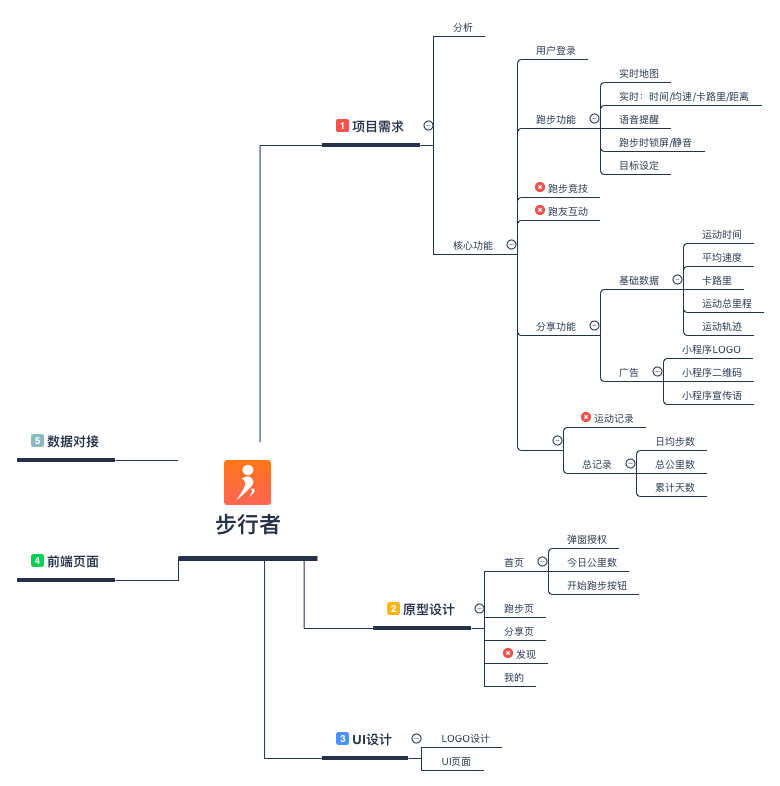 步行者
1 项目需求
分析
核心功能
用户登录
跑步功能
实时地图
实时：时间/均速/卡路里/距离
语音提醒
跑步时锁屏/静音
目标设定
跑步竞技
跑友互动
分享功能
基础数据
运动时间
平均速度
卡路里
运动总里程
运动轨迹
广告
小程序LOGO
小程序二维码
小程序宣传语
运动记录
总记录
日均步数
总公里数
累计天数
2 原型设计
首页
弹窗授权
今日公里数
开始跑步按钮
跑步页
分享页
发现
我的
3 UI设计
LOGO设计
UI页面
4 前端页面
5 数据对接